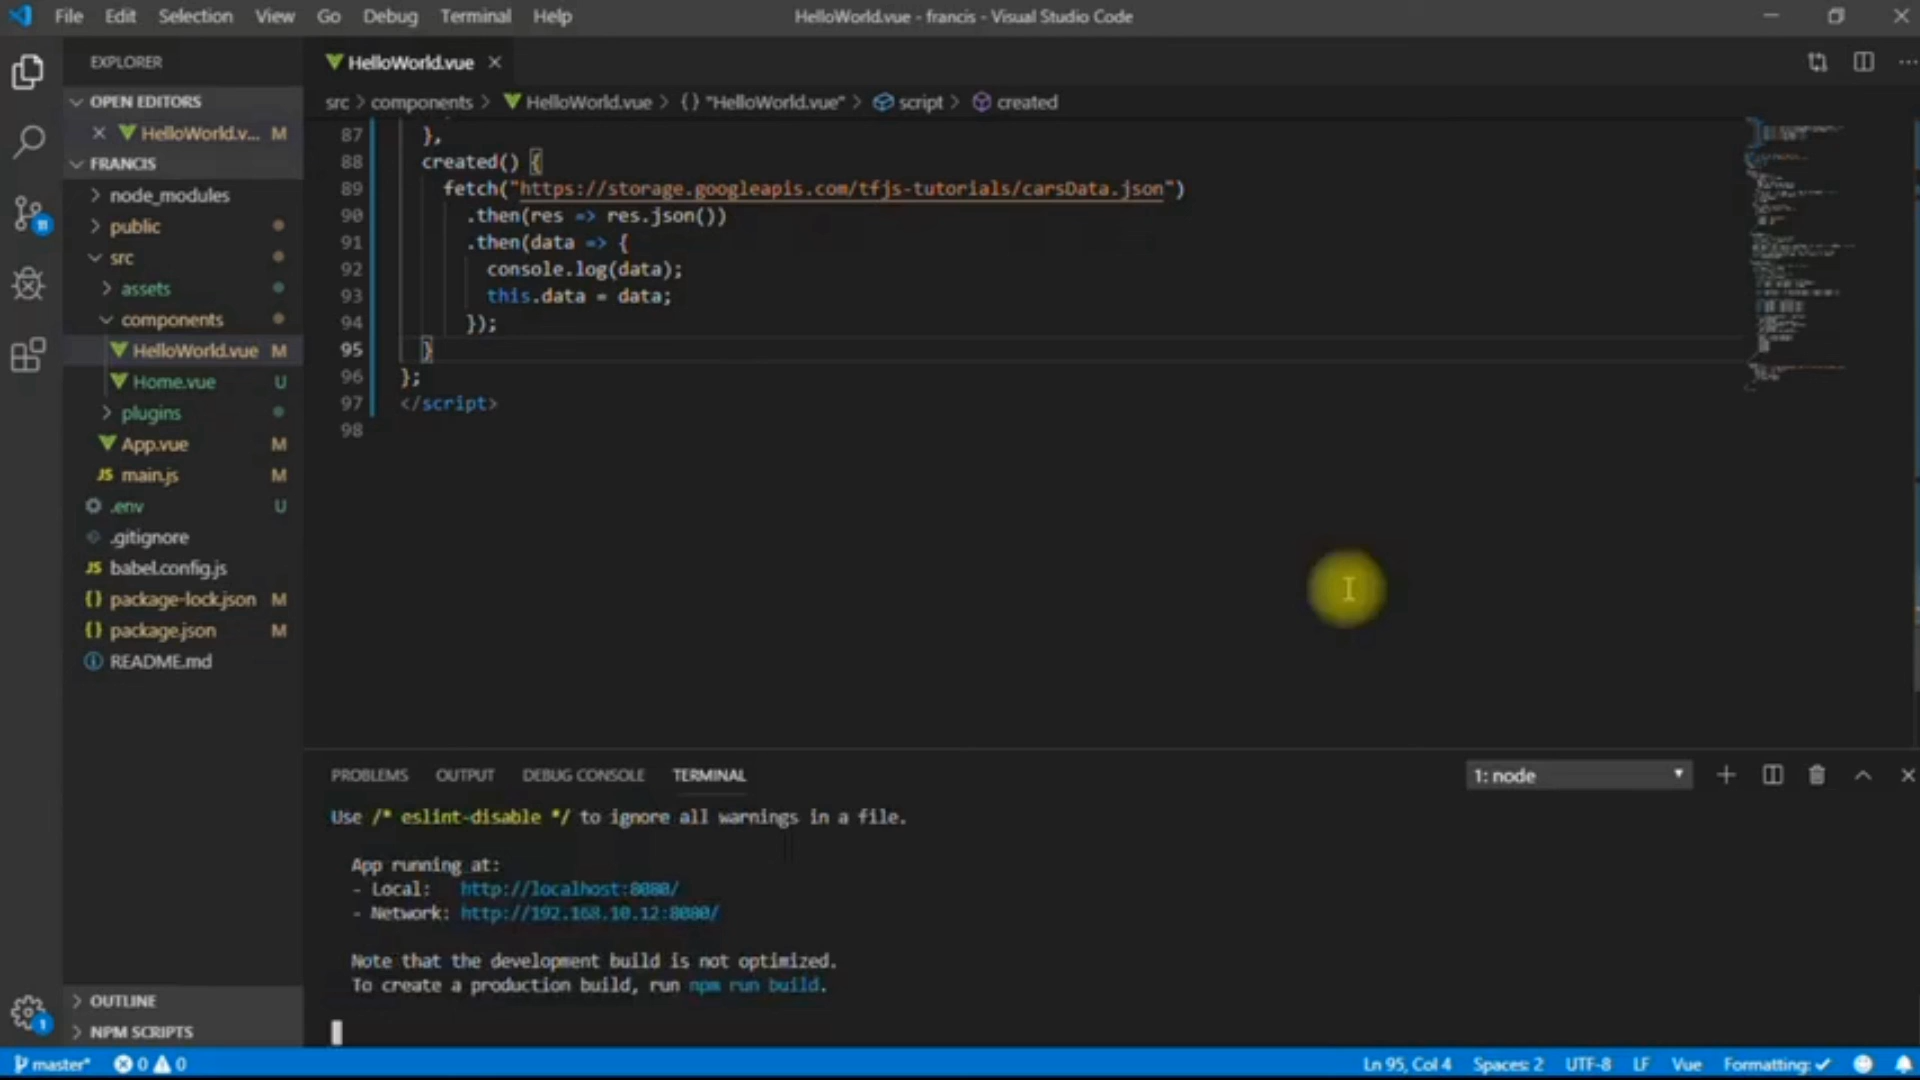 File Edit Selection View Go Debug Terminal Help
HelloWorld.vue - francis - Visual Studio Code
EXPLORER
OPEN EDITORS
HelloWorld.v... M
FRANCIS
node_modules
public
src
assets
components
HelloWorld.vue M
Home.vue U
plugins
App.vue M
JS main.js M
.env U
.gitignore
JS babel.config.js
{} package-lock.json M
{} package.json M
README.md
OUTLINE
NPM SCRIPTS
11
1
HelloWorld.vue
src > components > HelloWorld.vue > {} "HelloWorld.vue" > script > created
87 },
88 created() {
89 fetch("https://storage.googleapis.com/tfjs-tutorials/carsData.json")
90 .then(res => res.json())
91 .then(data => {
92 console.log(data);
93 this.data = data;
94 });
95 }
96 };
97 </script>
98
PROBLEMS OUTPUT DEBUG CONSOLE TERMINAL
1: node
Use /* eslint-disable */ to ignore all warnings in a file.
App running at:
- Local: http://localhost:8080/
- Network: http://192.168.10.12:8080/
Note that the development build is not optimized.
To create a production build, run npm run build.
master* 0 0
Ln 95, Col 4 Spaces: 2 UTF-8 LF Vue Formatting: ✓